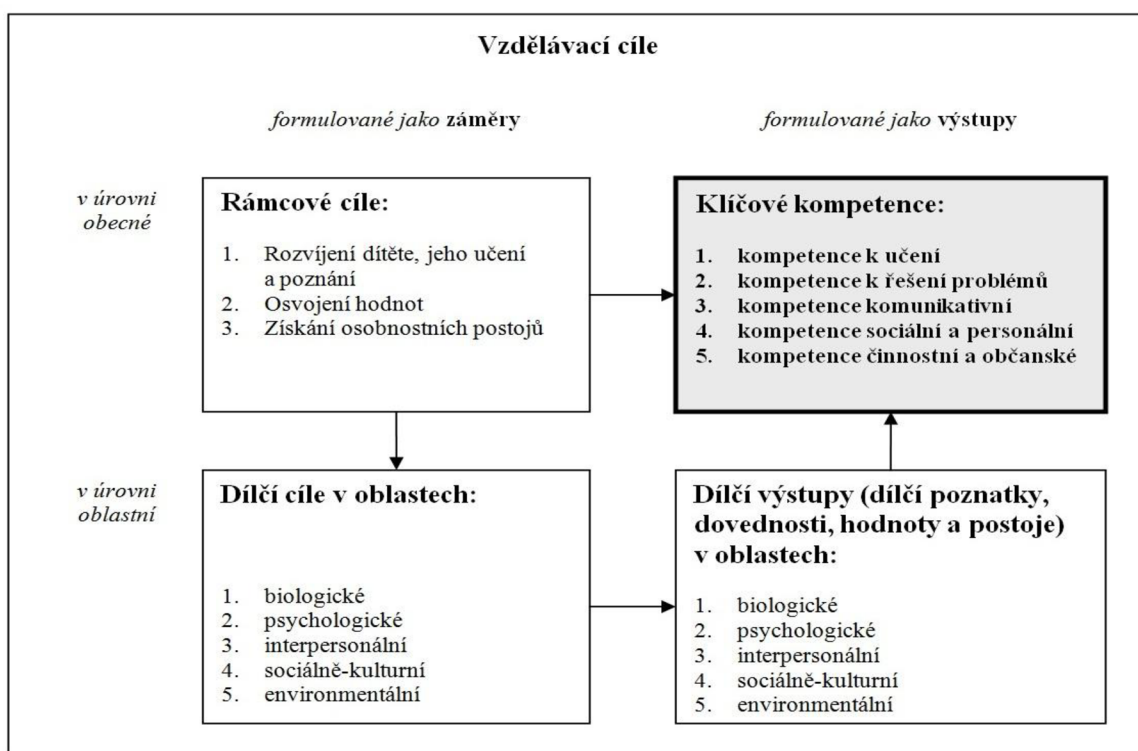 Vzdělávací cíle
formulované jako záměry
formulované jako výstupy
v úrovni
obecné
Rámcové cíle:
1. Rozvíjení dítěte, jeho učení
a poznání
2. Osvojení hodnot
3. Získání osobnostních postojů
Klíčové kompetence:
1. kompetence k učení
2. kompetence k řešení problémů
3. kompetence komunikativní
4. kompetence sociální a personální
5. kompetence činnostní a občanské
v úrovni
oblastní
Dílčí cíle v oblastech:
1. biologické
2. psychologické
3. interpersonální
4. sociálně-kulturní
5. environmentální
Dílčí výstupy (dílčí poznatky,
dovednosti, hodnoty a postoje)
v oblastech:
1. biologické
2. psychologické
3. interpersonální
4. sociálně-kulturní
5. environmentální